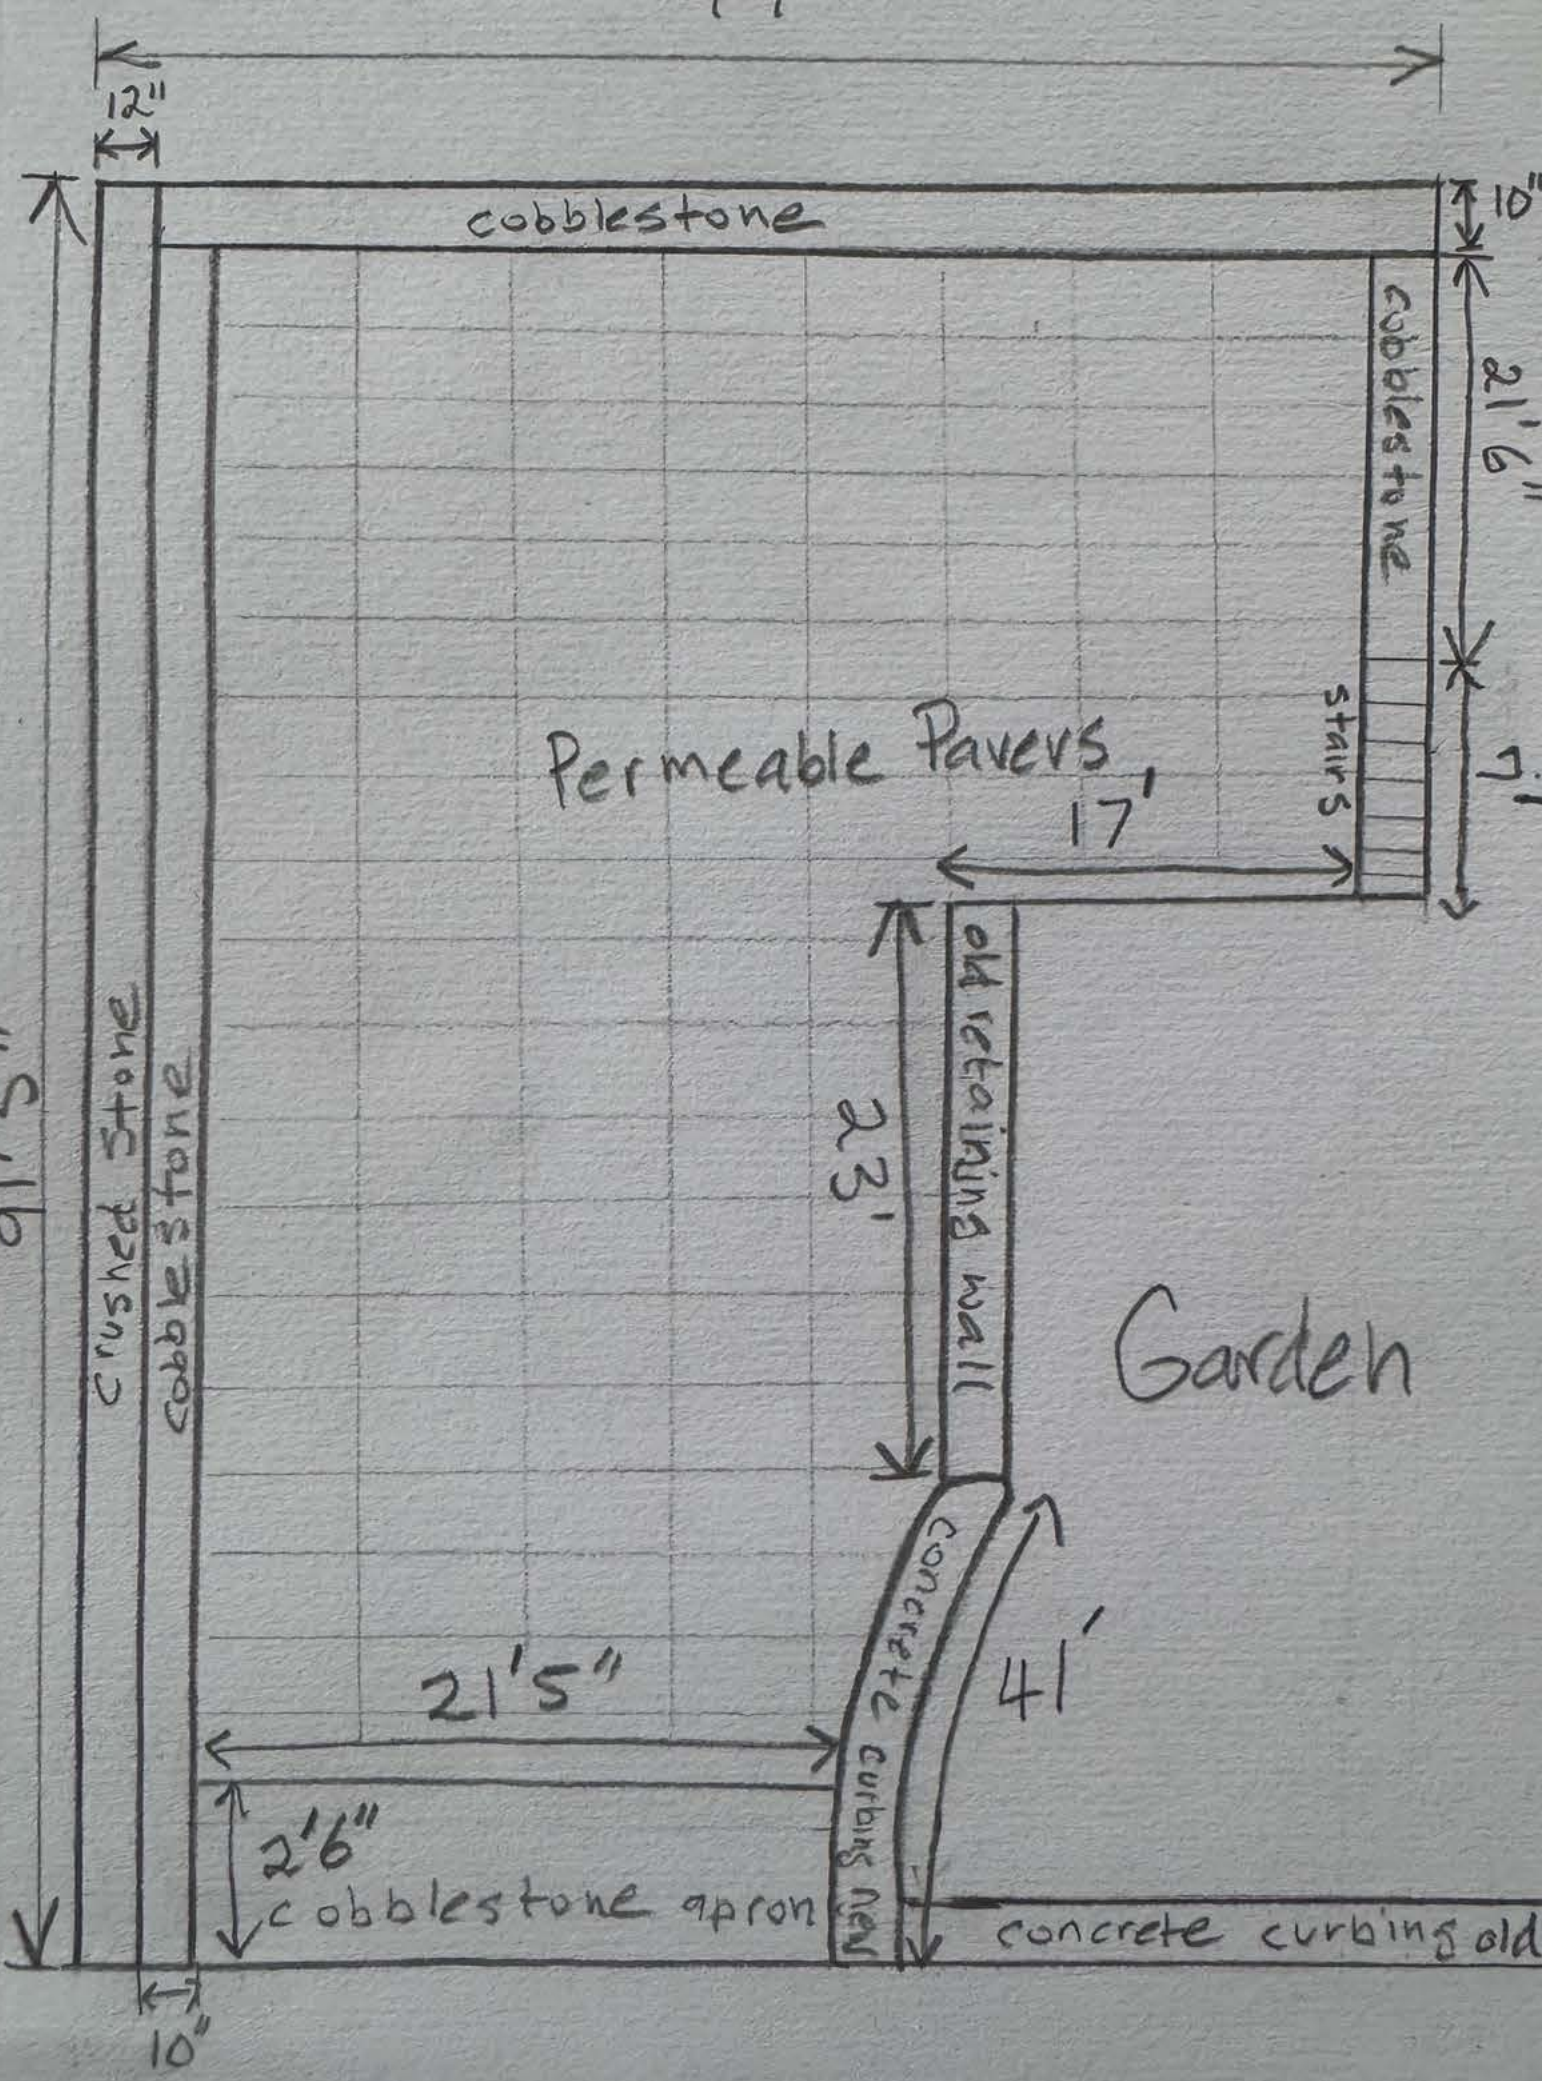 12"
cobblestone
10"
cobblestone
21'6"
stairs
7'
Permeable Pavers
17'
old retaining wall
23'
crushed stone
cobblestone
Garden
concrete curbing new
41'
21'5"
2'6"
cobblestone apron
concrete curbing old
10"